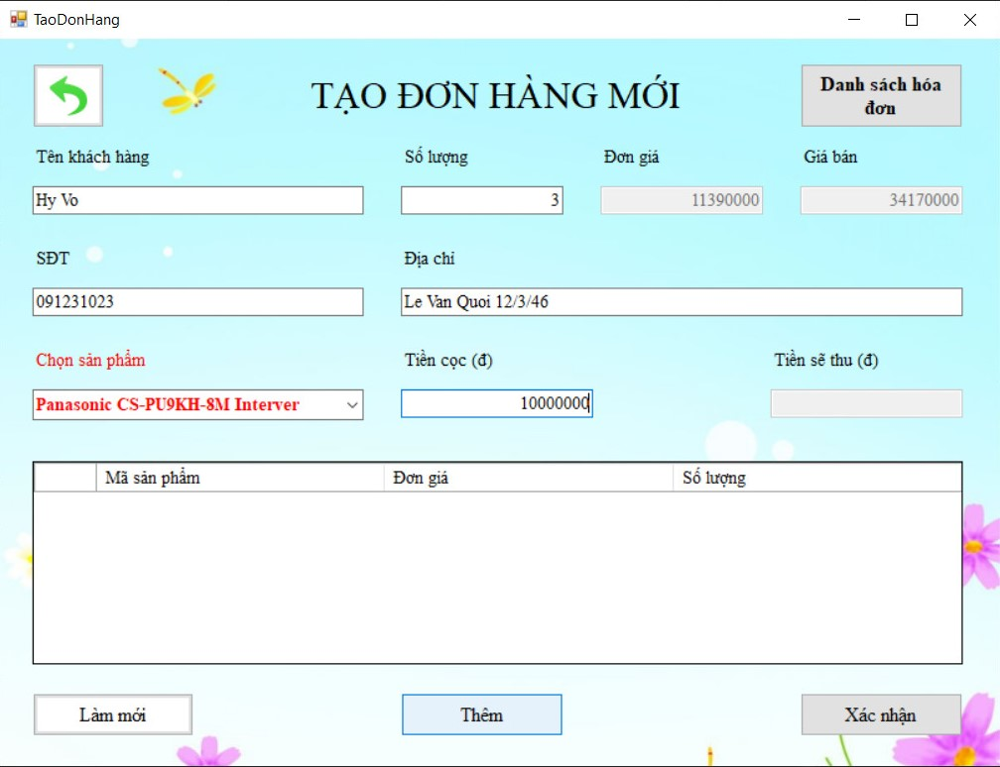 TaoDonHang
TẠO ĐƠN HÀNG MỚI
Danh sách hóa
đơn
Tên khách hàng
Số lượng
Đơn giá
Giá bán
Hy Vo
3
11390000
34170000
SĐT
Địa chỉ
091231023
Le Van Quoi 12/3/46
Chọn sản phẩm
Tiền cọc (đ)
Tiền sẽ thu (đ)
Panasonic CS-PU9KH-8M Interver
10000000
Mã sản phẩm
Đơn giá
Số lượng
Làm mới
Thêm
Xác nhận